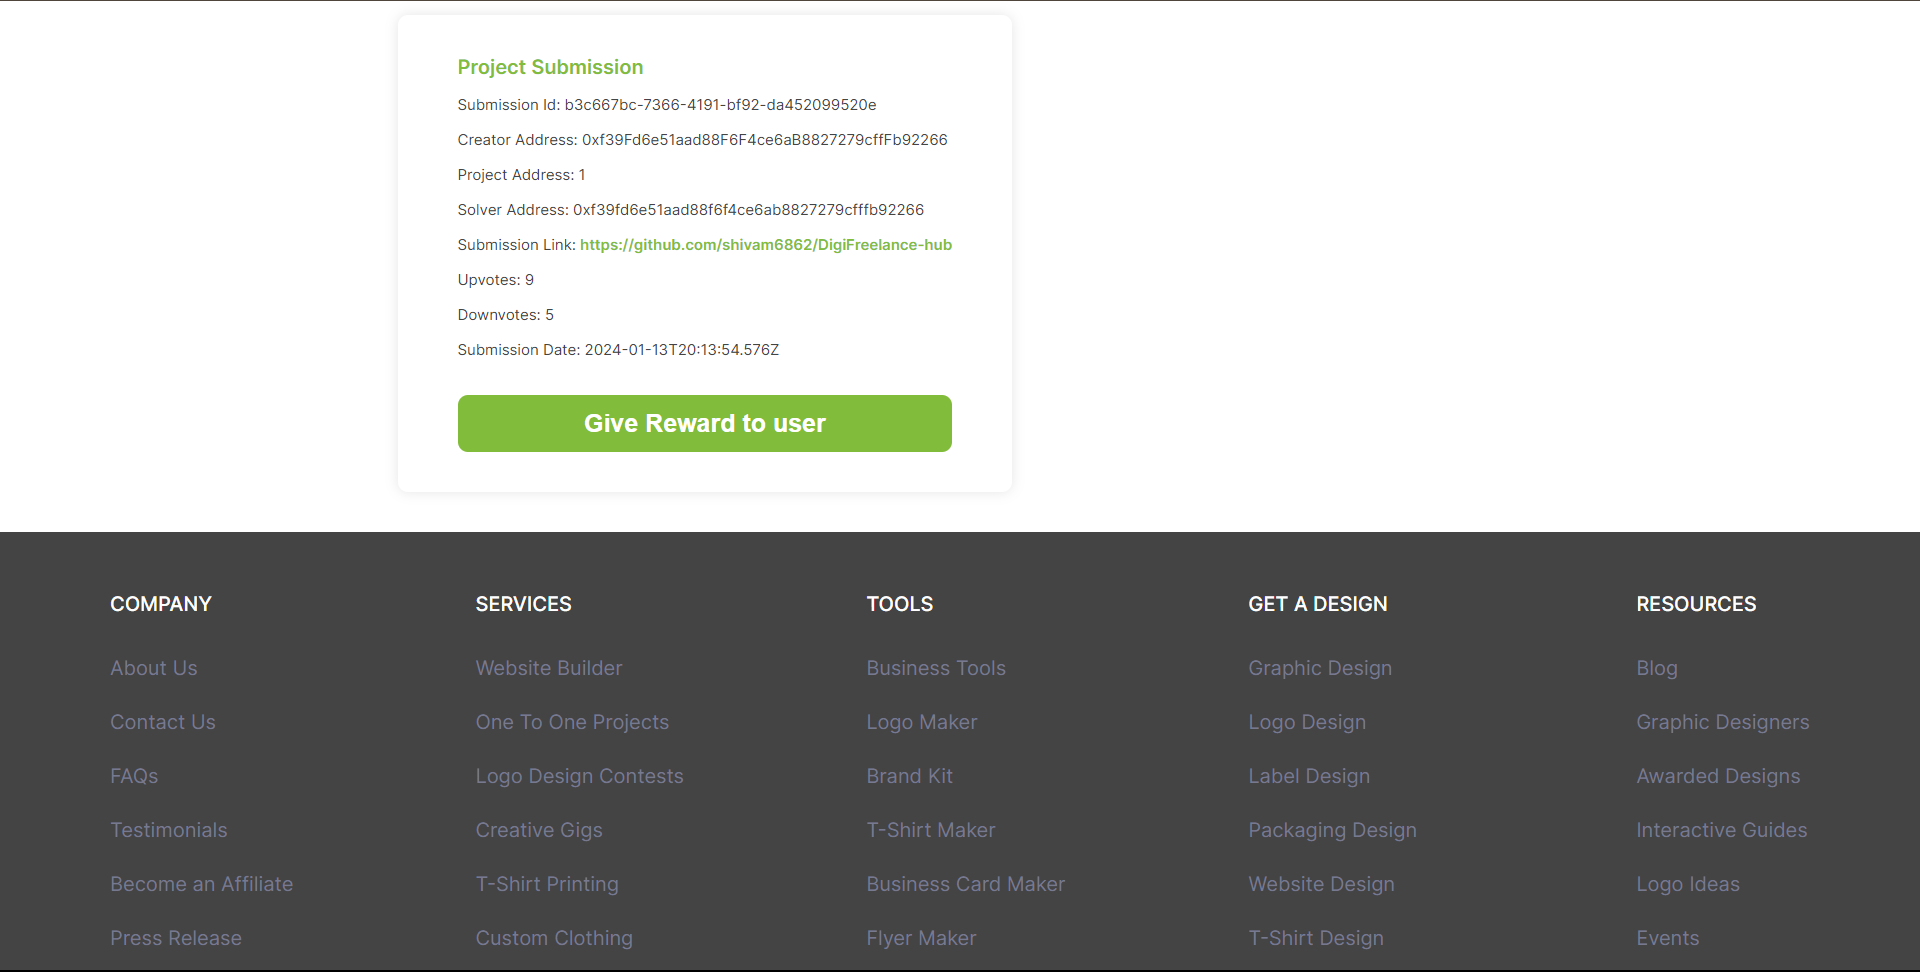 Project Submission
Submission Id: b3c667bc-7366-4191-bf92-da452099520e
Creator Address: 0xf39Fd6e51aad88F6F4ce6aB8827279cffFb92266
Project Address: 1
Solver Address: 0xf39fd6e51aad88f6f4ce6ab8827279cfffb92266
Submission Link: https://github.com/shivam6862/DigiFreelance-hub
Upvotes: 9
Downvotes: 5
Submission Date: 2024-01-13T20:13:54.576Z
Give Reward to user
COMPANY
About Us
Contact Us
FAQs
Testimonials
Become an Affiliate
Press Release
SERVICES
Website Builder
One To One Projects
Logo Design Contests
Creative Gigs
T-Shirt Printing
Custom Clothing
TOOLS
Business Tools
Logo Maker
Brand Kit
T-Shirt Maker
Business Card Maker
Flyer Maker
GET A DESIGN
Graphic Design
Logo Design
Label Design
Packaging Design
Website Design
T-Shirt Design
RESOURCES
Blog
Graphic Designers
Awarded Designs
Interactive Guides
Logo Ideas
Events